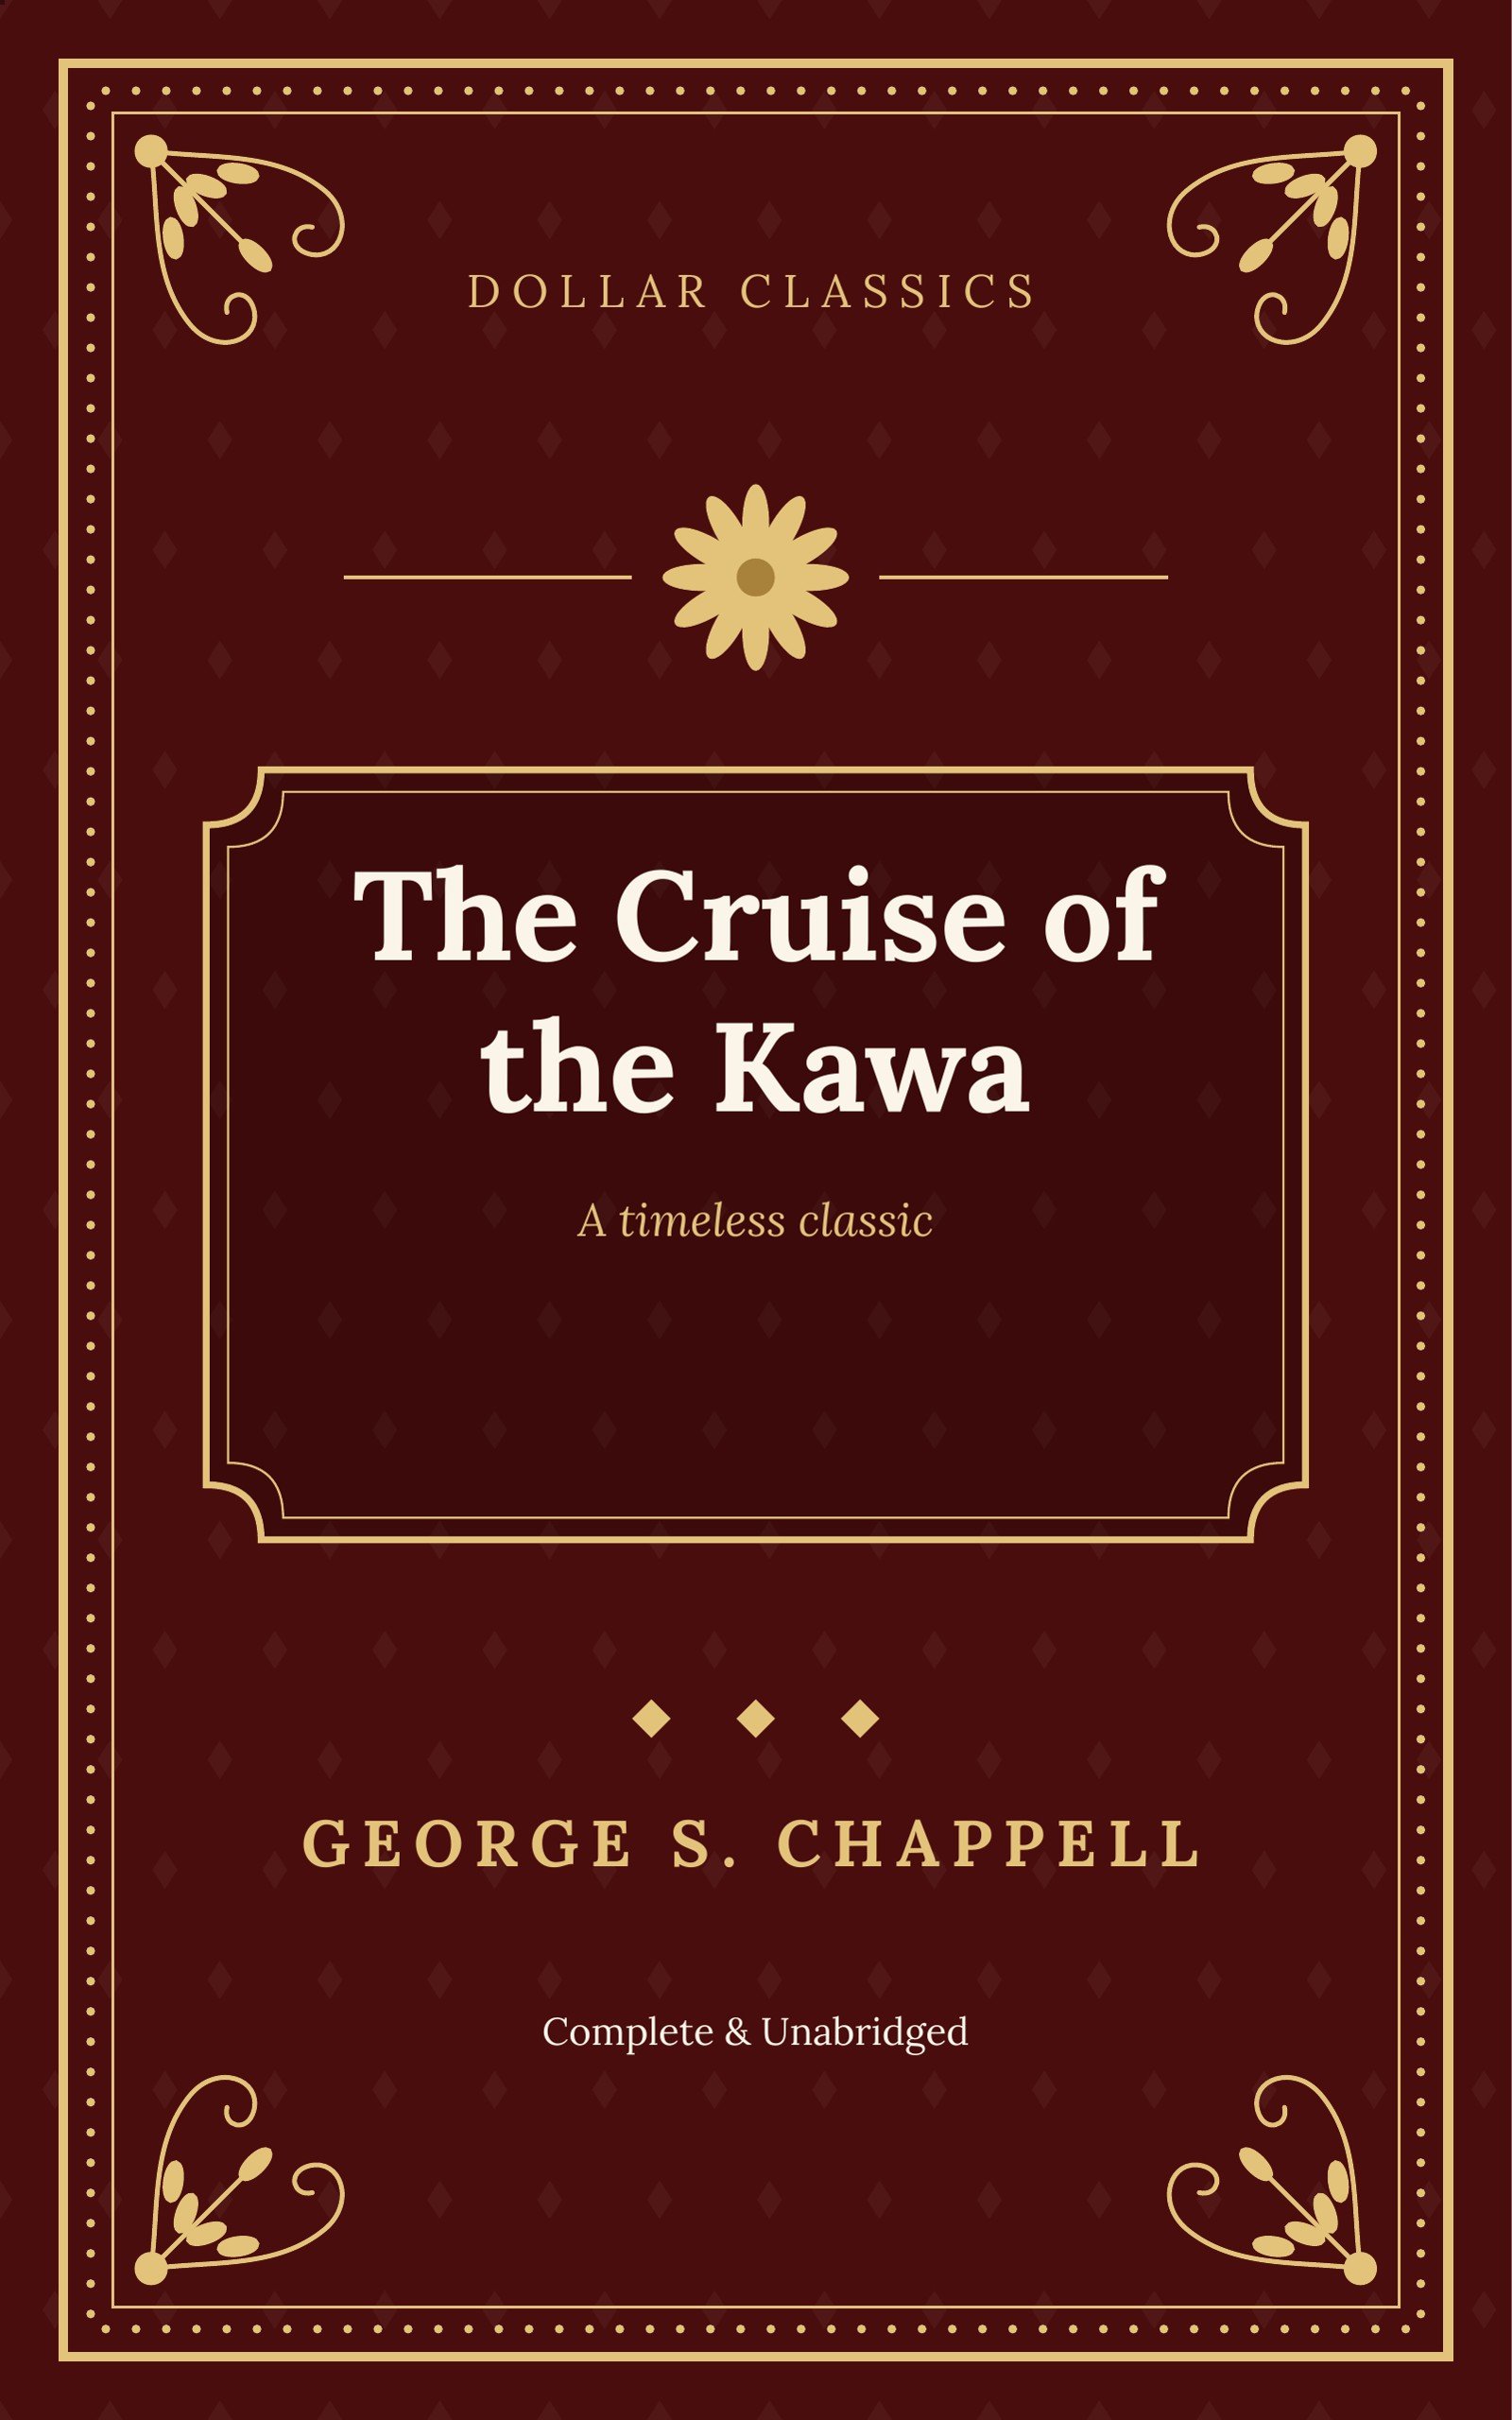 DOLLAR CLASSICS
The Cruise of
the Kawa
A timeless classic
GEORGE S. CHAPPELL
Complete & Unabridged